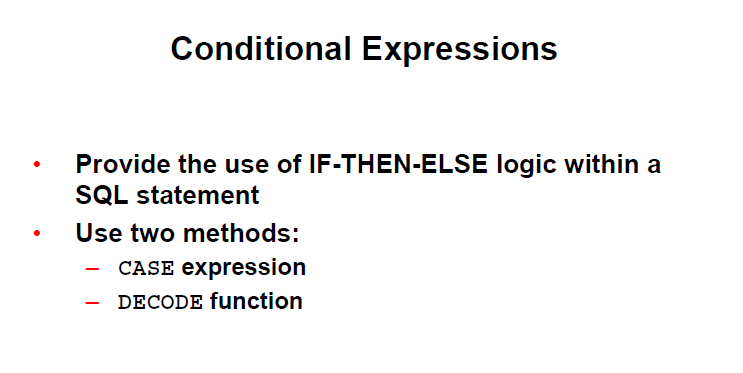 Conditional Expressions
• Provide the use of IF-THEN-ELSE logic within a
SQL statement
• Use two methods:
– CASE expression
– DECODE function